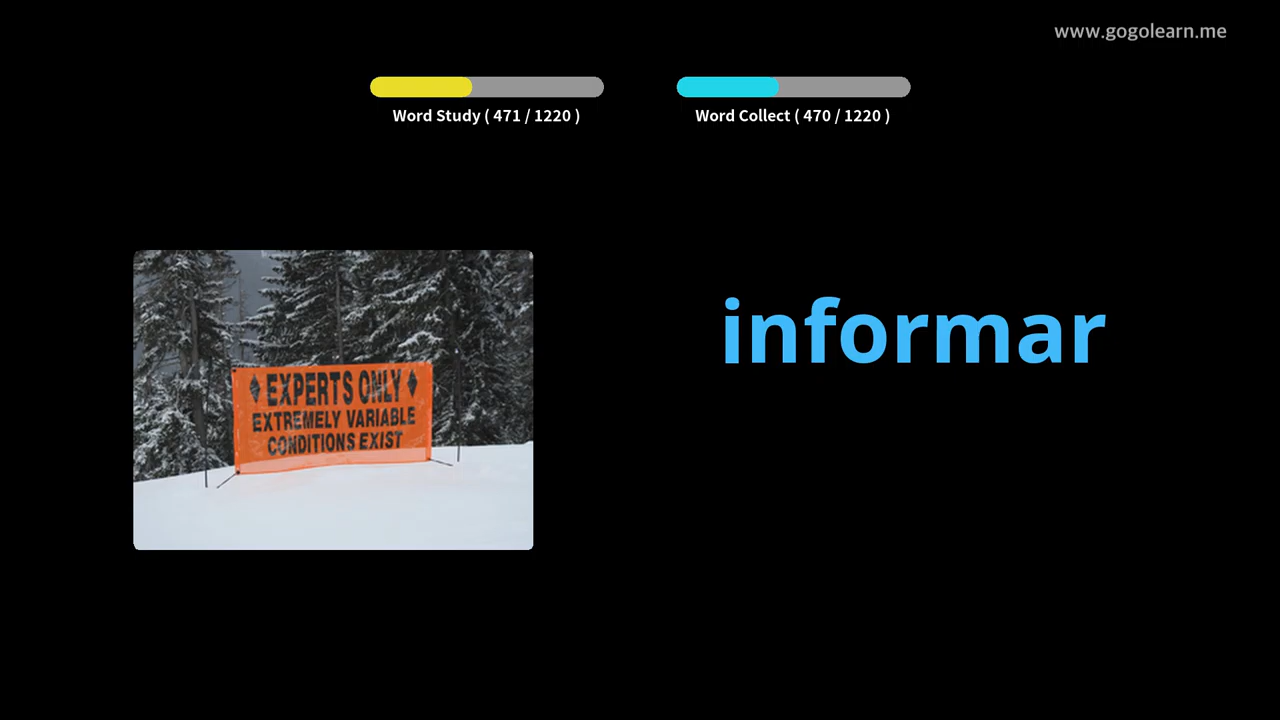 www.gogolearn.me
Word Study ( 471 / 1220 )
Word Collect ( 470 / 1220 )
informar
EXPERTS ONLY
EXTREMELY VARIABLE
CONDITIONS EXIST